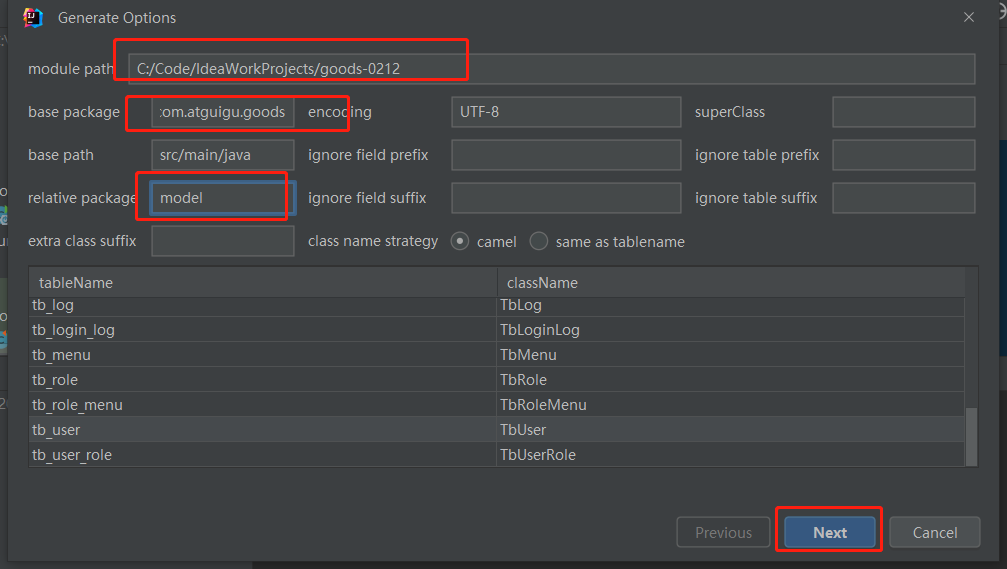 Generate Options
module path C:/Code/IdeaWorkProjects/goods-0212
base package com.atguigu.goods encoding UTF-8 superClass
base path src/main/java ignore field prefix ignore table prefix
relative package model ignore field suffix ignore table suffix
extra class suffix class name strategy camel same as tablename
tableName className
tb_log TbLog
tb_login_log TbLoginLog
tb_menu TbMenu
tb_role TbRole
tb_role_menu TbRoleMenu
tb_user TbUser
tb_user_role TbUserRole
Previous Next Cancel